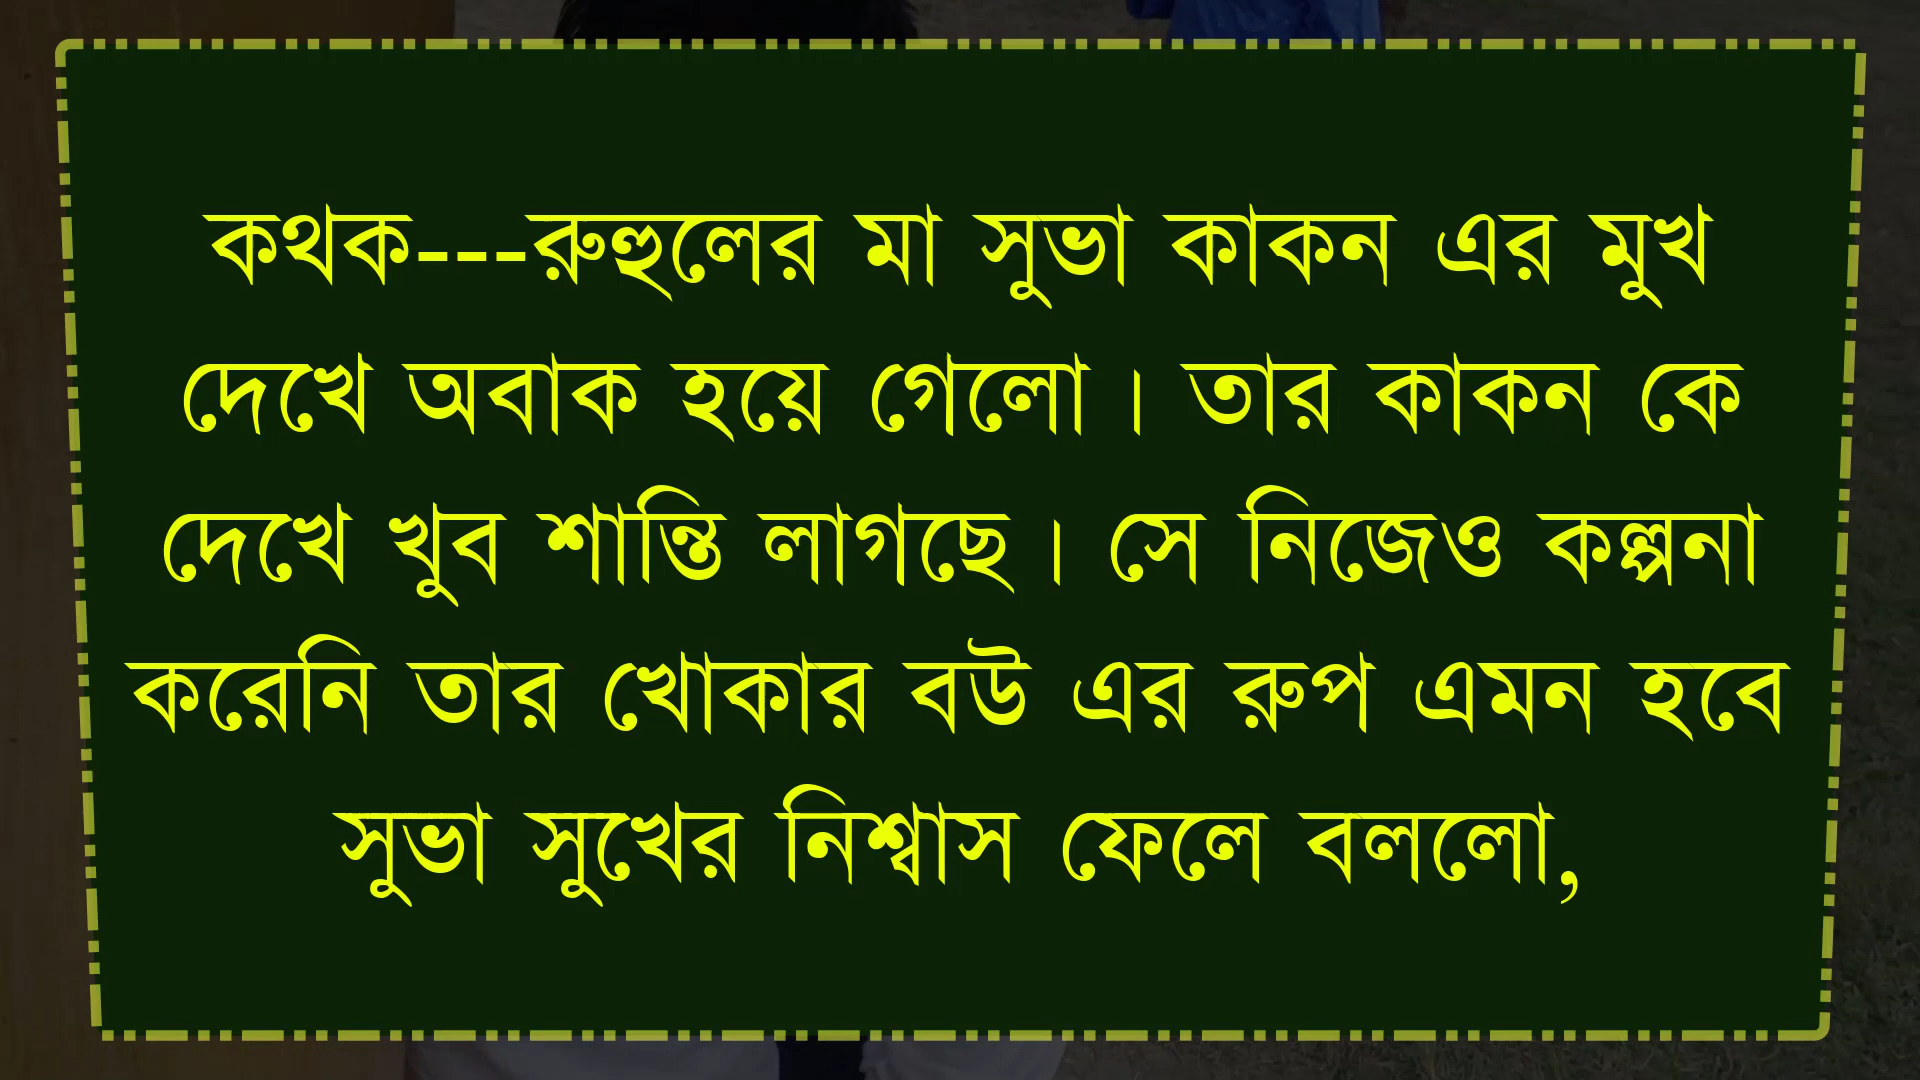 কথক---রুহুলের মা সুভা কাকন এর মুখ
দেখে অবাক হয়ে গেলো। তার কাকন কে
দেখে খুব শান্তি লাগছে। সে নিজেও কল্পনা
করেনি তার খোকার বউ এর রুপ এমন হবে
সুভা সুখের নিশ্বাস ফেলে বললো,